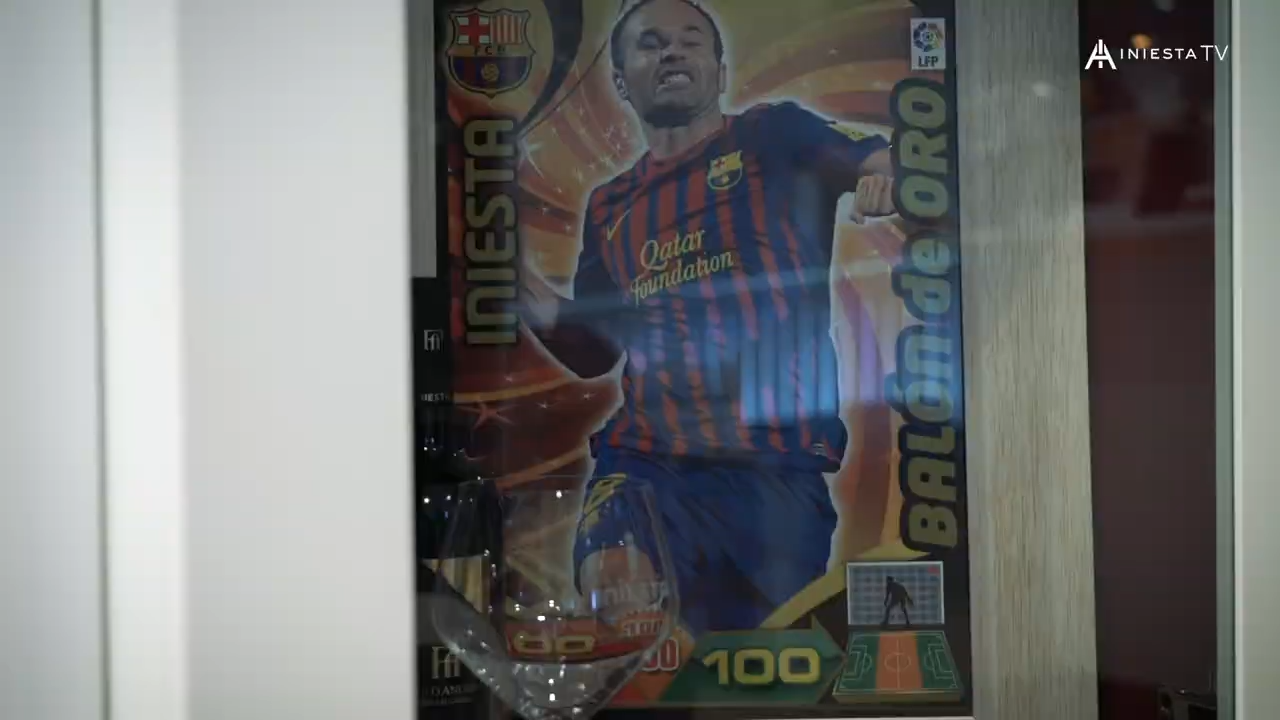 INIESTA TV
FCB
LFP
INIESTA
BALÓN de ORO
Qatar
Foundation
100